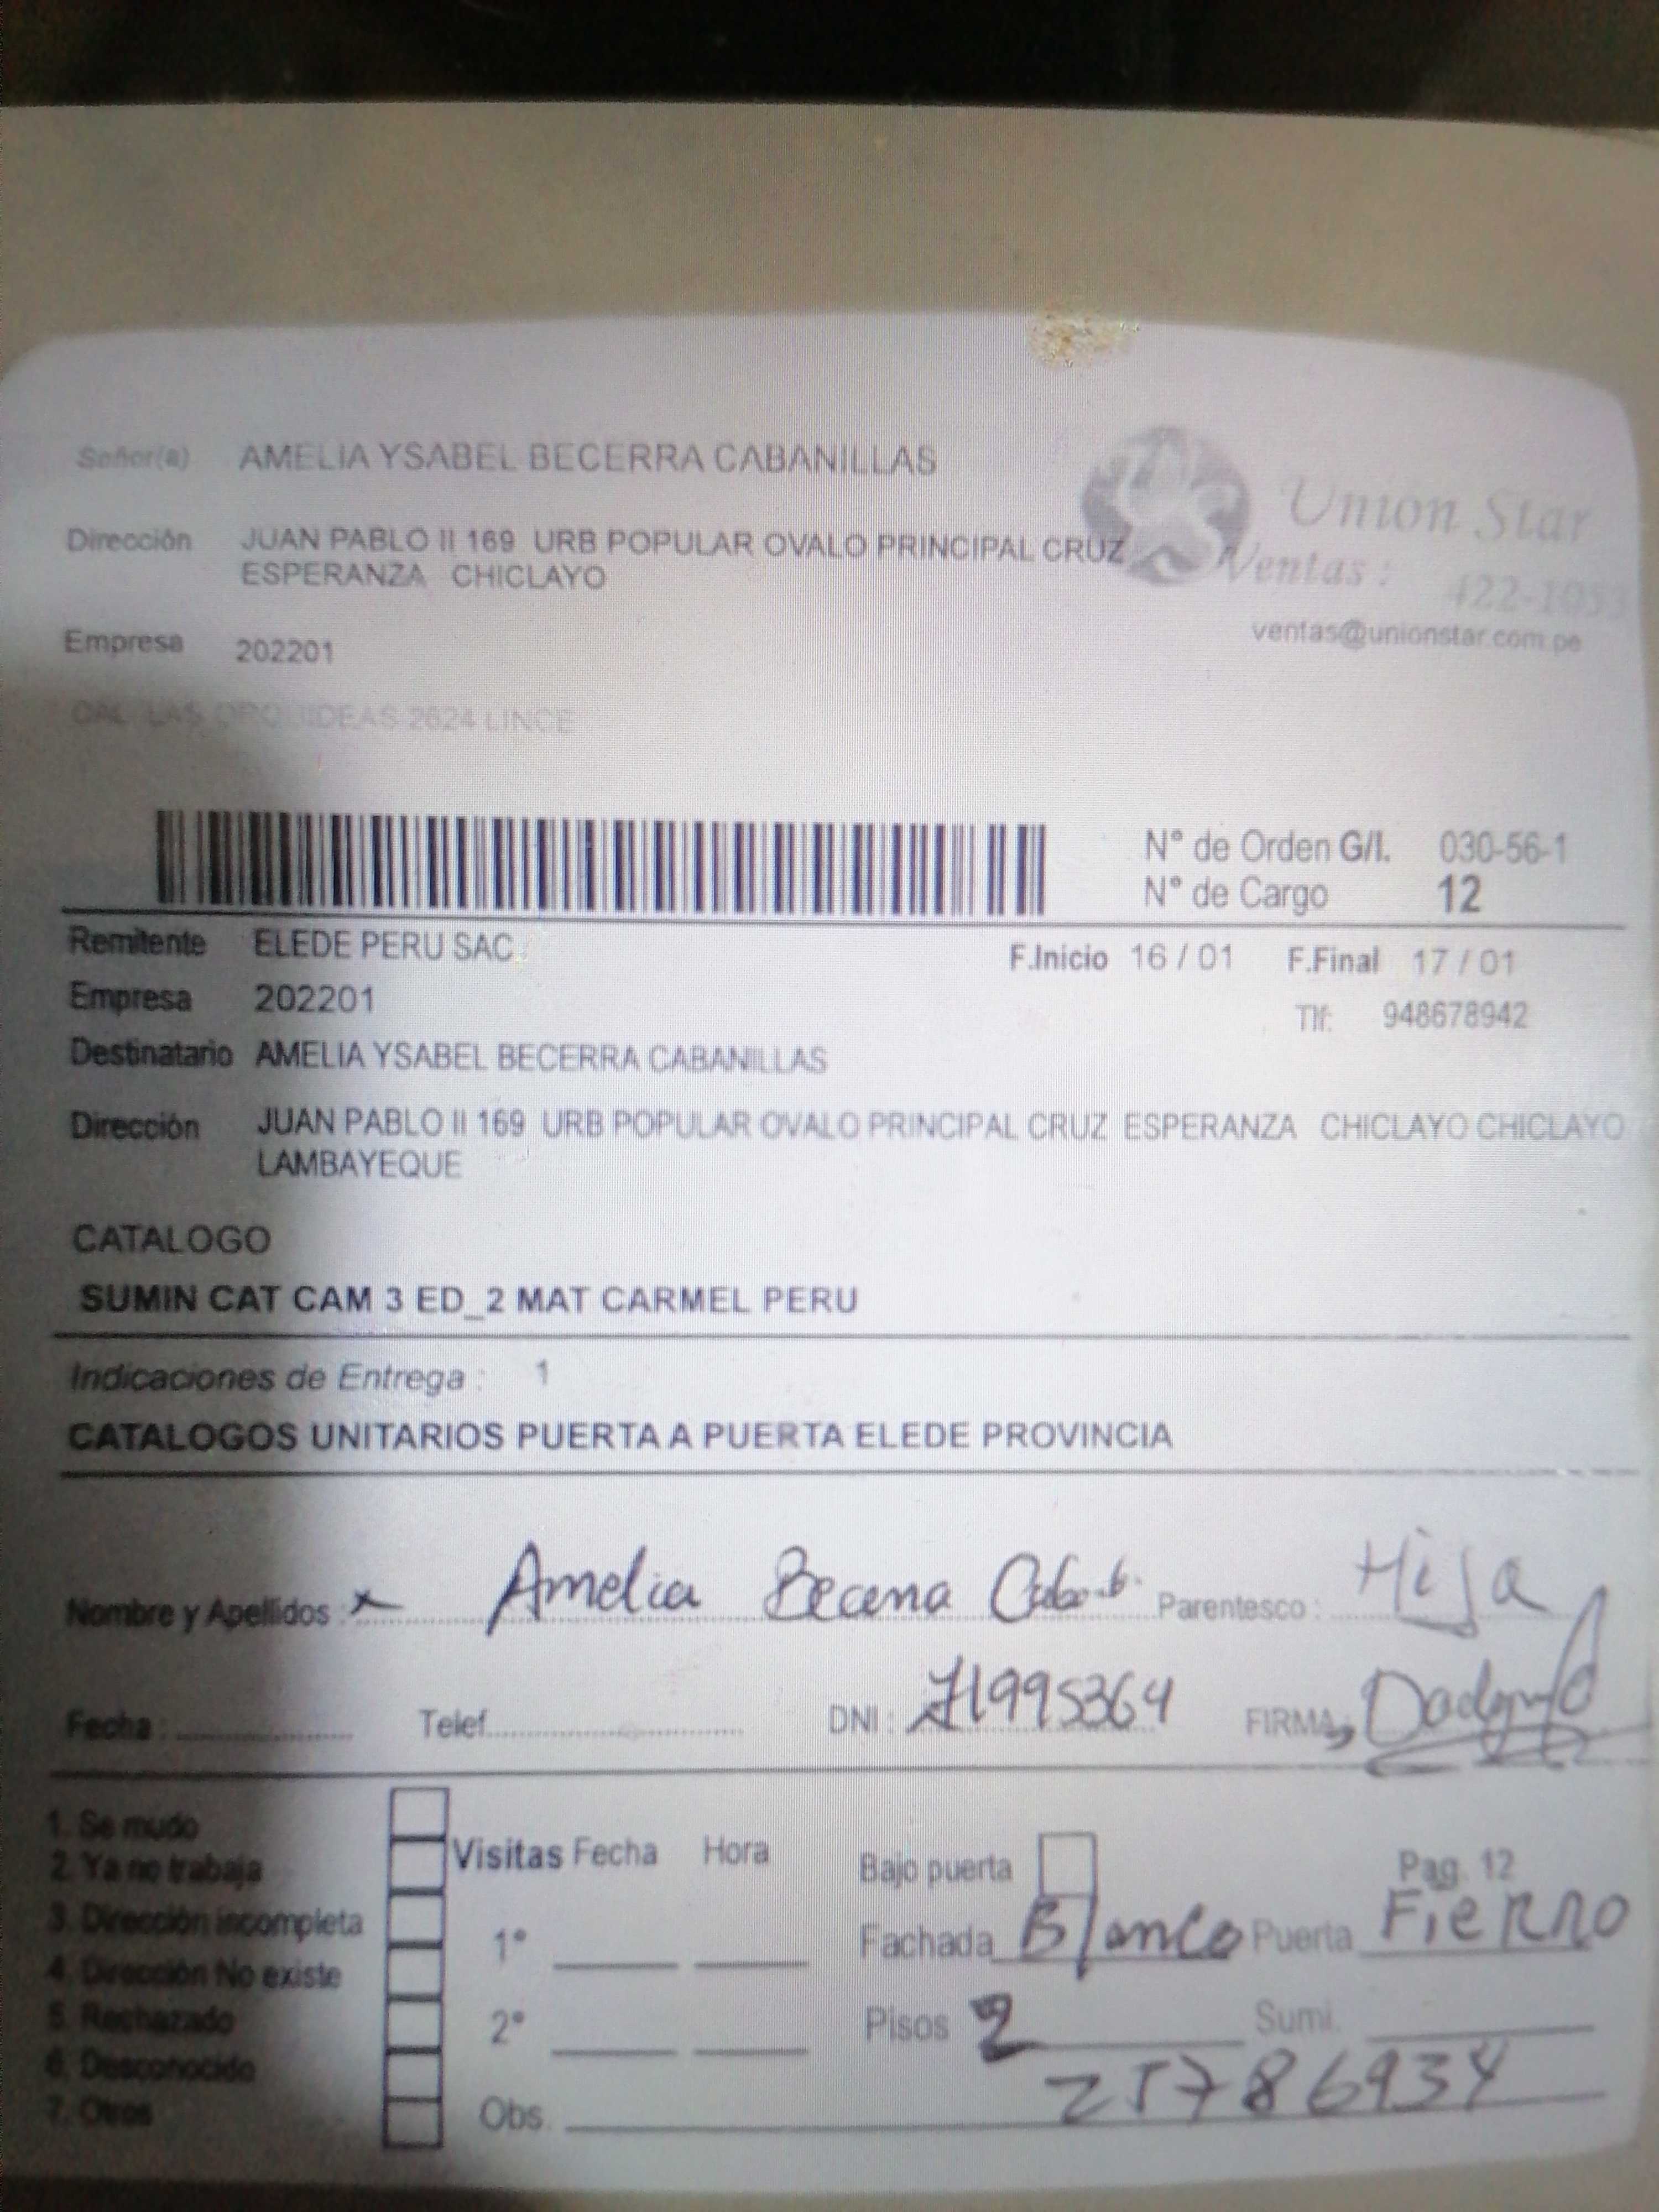 Señor(a) AMELIA YSABEL BECERRA CABANILLAS
Union Star
Dirección JUAN PABLO II 169 URB POPULAR OVALO PRINCIPAL CRUZ
ESPERANZA CHICLAYO
Ventas: 422-1053
ventas@unionstar.com.pe
Empresa 202201
CAL LAS ORQUIDEAS 2624 LINCE
N° de Orden G/I. 030-56-1
N° de Cargo 12
Remitente ELEDE PERU SAC.
F.Inicio 16 / 01 F.Final 17 / 01
Empresa 202201
Tlf: 948678942
Destinatario AMELIA YSABEL BECERRA CABANILLAS
Dirección JUAN PABLO II 169 URB POPULAR OVALO PRINCIPAL CRUZ ESPERANZA CHICLAYO CHICLAYO
LAMBAYEQUE
CATALOGO
SUMIN CAT CAM 3 ED_2 MAT CARMEL PERU
Indicaciones de Entrega : 1
CATALOGOS UNITARIOS PUERTA A PUERTA ELEDE PROVINCIA
Nombre y Apellidos : x Amelia Becerra Parentesco : Hija
Fecha : Telef. DNI : 71995364 FIRMA
1. Se mudo
2. Ya no trabaja
3. Dirección incompleta
4. Dirección No existe
5. Rechazado
6. Desconocido
7. Otros
Visitas Fecha Hora
1°
2°
Obs.
Bajo puerta Pag. 12
Fachada Blanco Puerta Fierro
Pisos 2 Sumi.
25786934